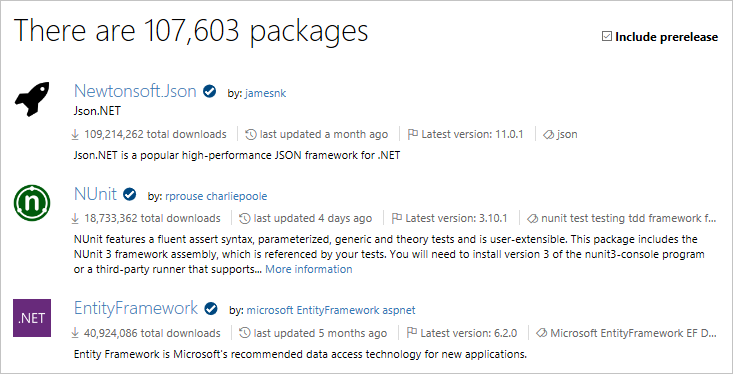 There are 107,603 packages
Include prerelease
Newtonsoft.Json by: jamesnk
Json.NET
109,214,262 total downloads last updated a month ago Latest version: 11.0.1 json
Json.NET is a popular high-performance JSON framework for .NET
n
NUnit by: rprouse charliepoole
18,733,362 total downloads last updated 4 days ago Latest version: 3.10.1 nunit test testing tdd framework f...
NUnit features a fluent assert syntax, parameterized, generic and theory tests and is user-extensible. This package includes the
NUnit 3 framework assembly, which is referenced by your tests. You will need to install version 3 of the nunit3-console program
or a third-party runner that supports... More information
.NET
EntityFramework by: microsoft EntityFramework aspnet
40,924,086 total downloads last updated 5 months ago Latest version: 6.2.0 Microsoft EntityFramework EF D...
Entity Framework is Microsoft's recommended data access technology for new applications.